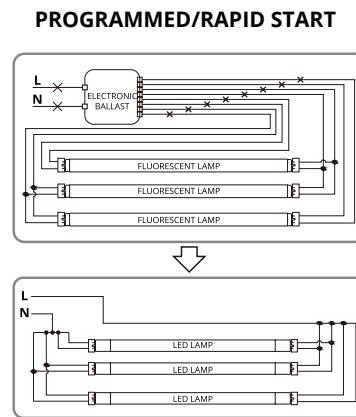 PROGRAMMED/RAPID START
L
N
ELECTRONIC
BALLAST
FLUORESCENT LAMP
FLUORESCENT LAMP
FLUORESCENT LAMP
L
N
LED LAMP
LED LAMP
LED LAMP